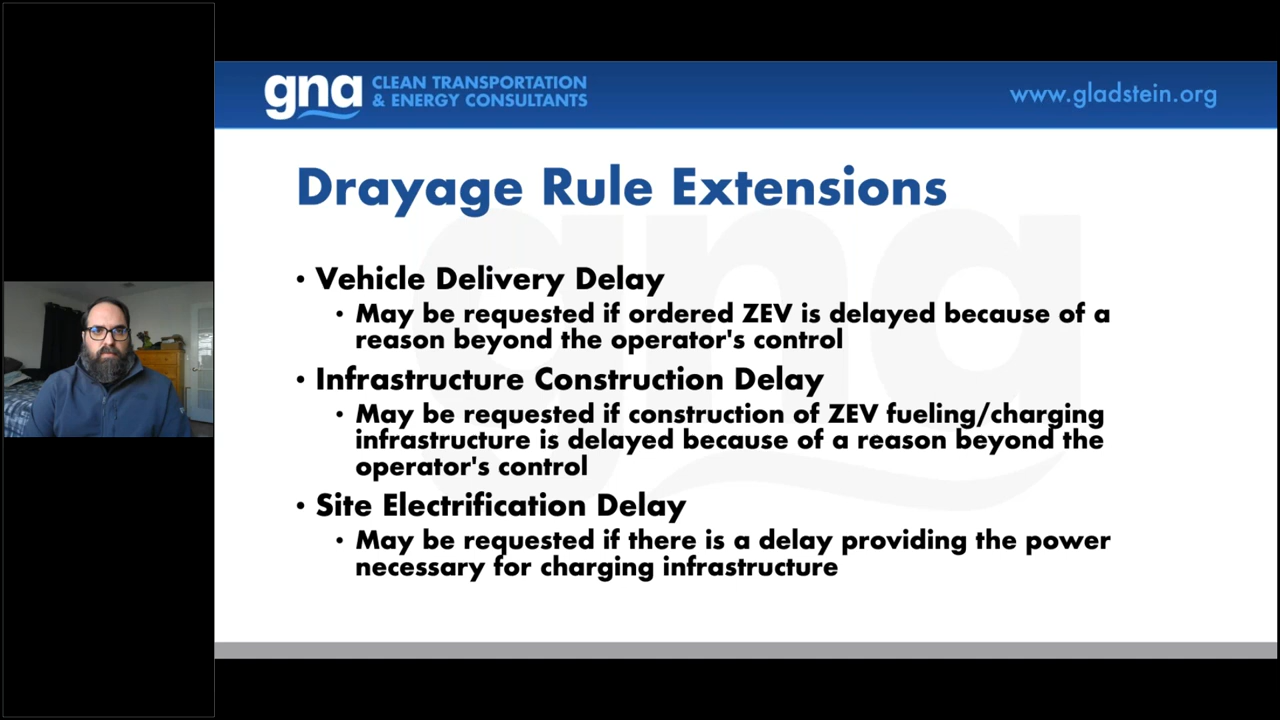 gna CLEAN TRANSPORTATION
& ENERGY CONSULTANTS
www.gladstein.org
Drayage Rule Extensions
• Vehicle Delivery Delay
• May be requested if ordered ZEV is delayed because of a
reason beyond the operator's control
• Infrastructure Construction Delay
• May be requested if construction of ZEV fueling/charging
infrastructure is delayed because of a reason beyond the
operator's control
• Site Electrification Delay
• May be requested if there is a delay providing the power
necessary for charging infrastructure
gna